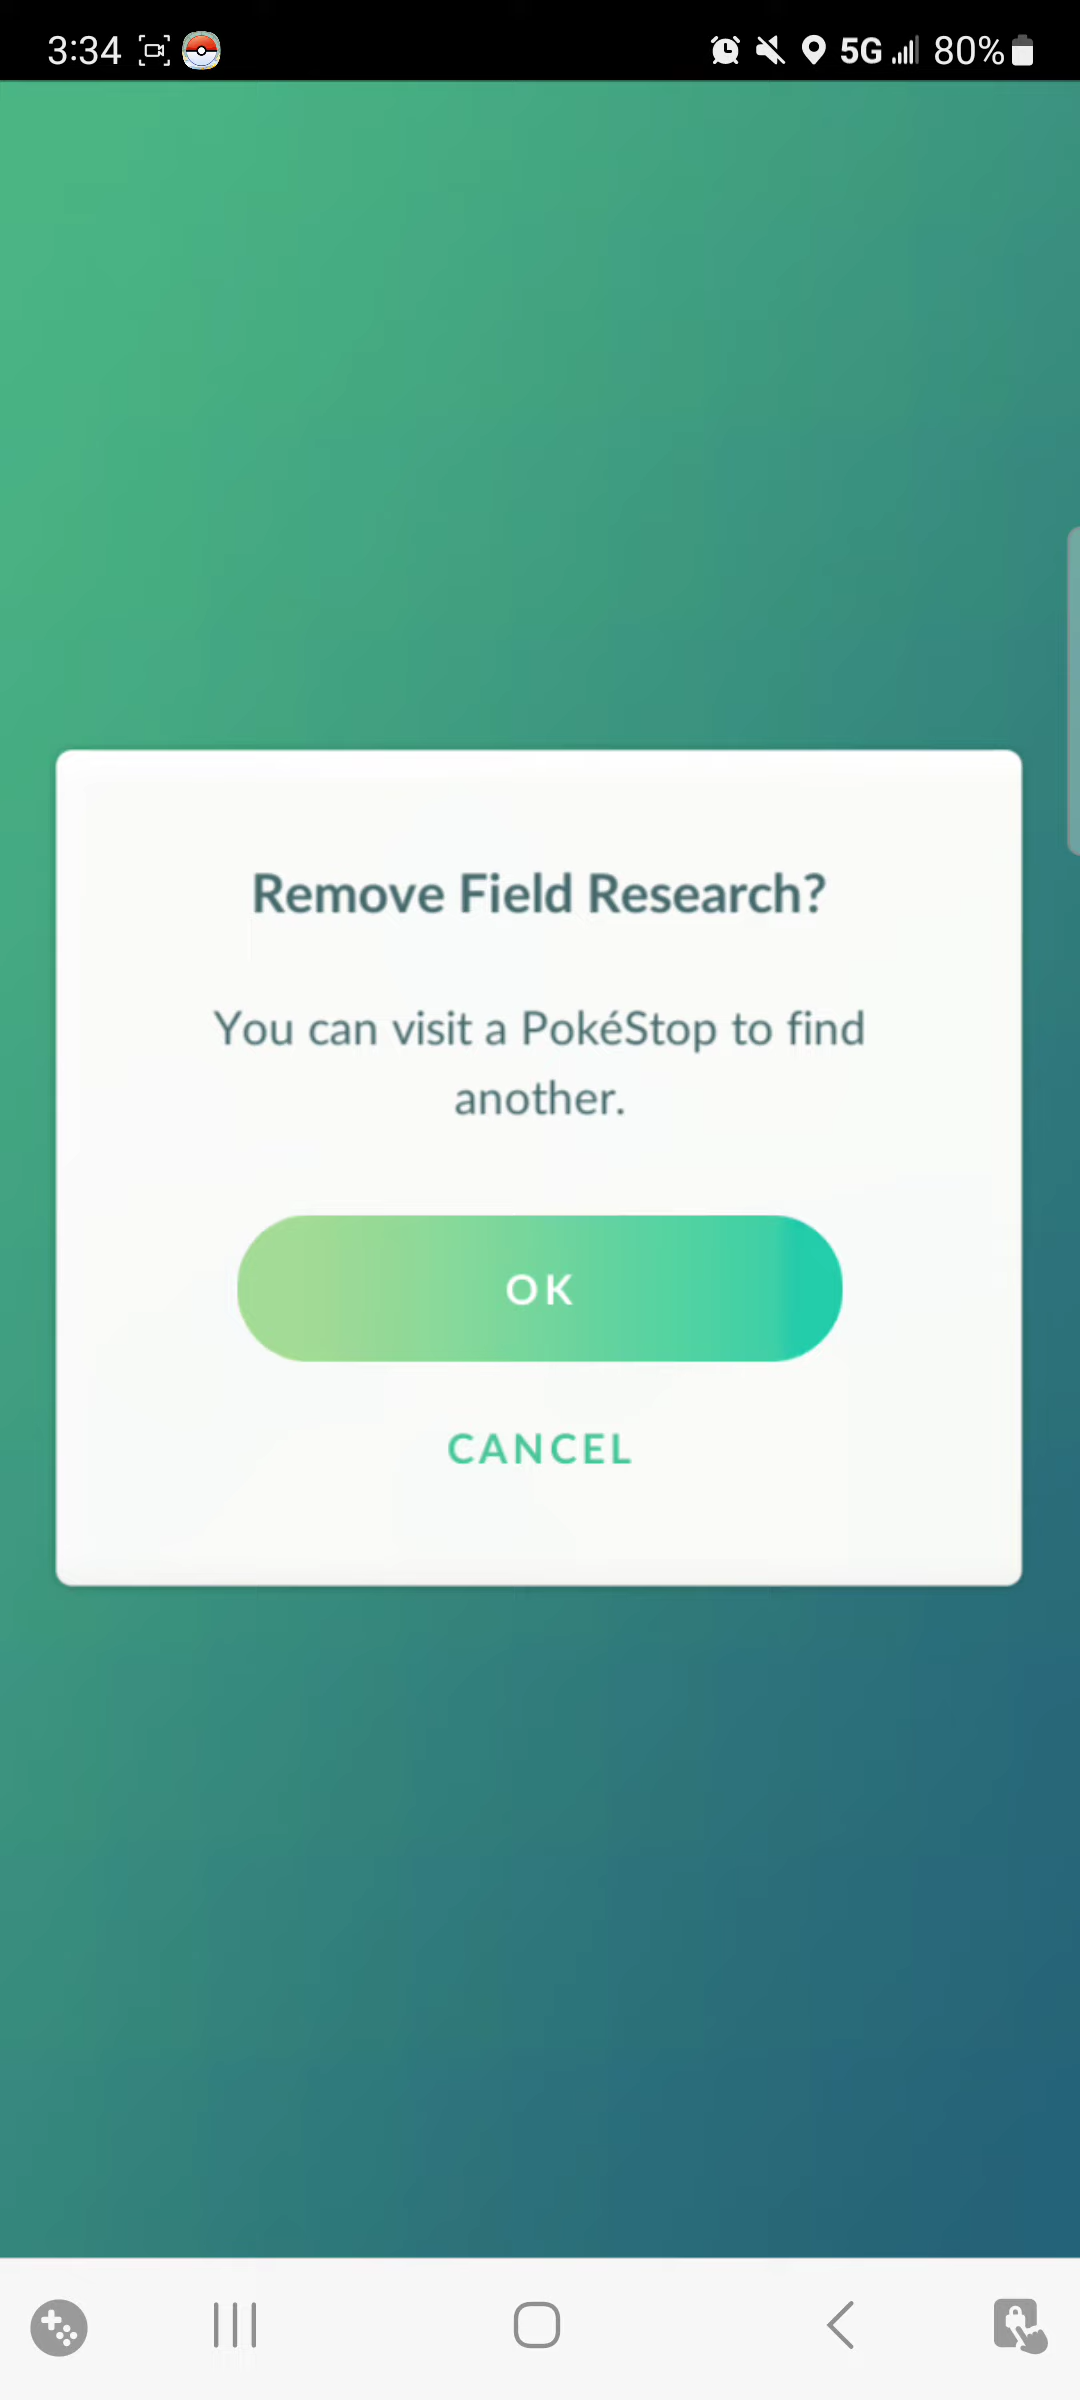 3:34 5G 80%
Remove Field Research?
You can visit a PokéStop to find
another.
OK
CANCEL